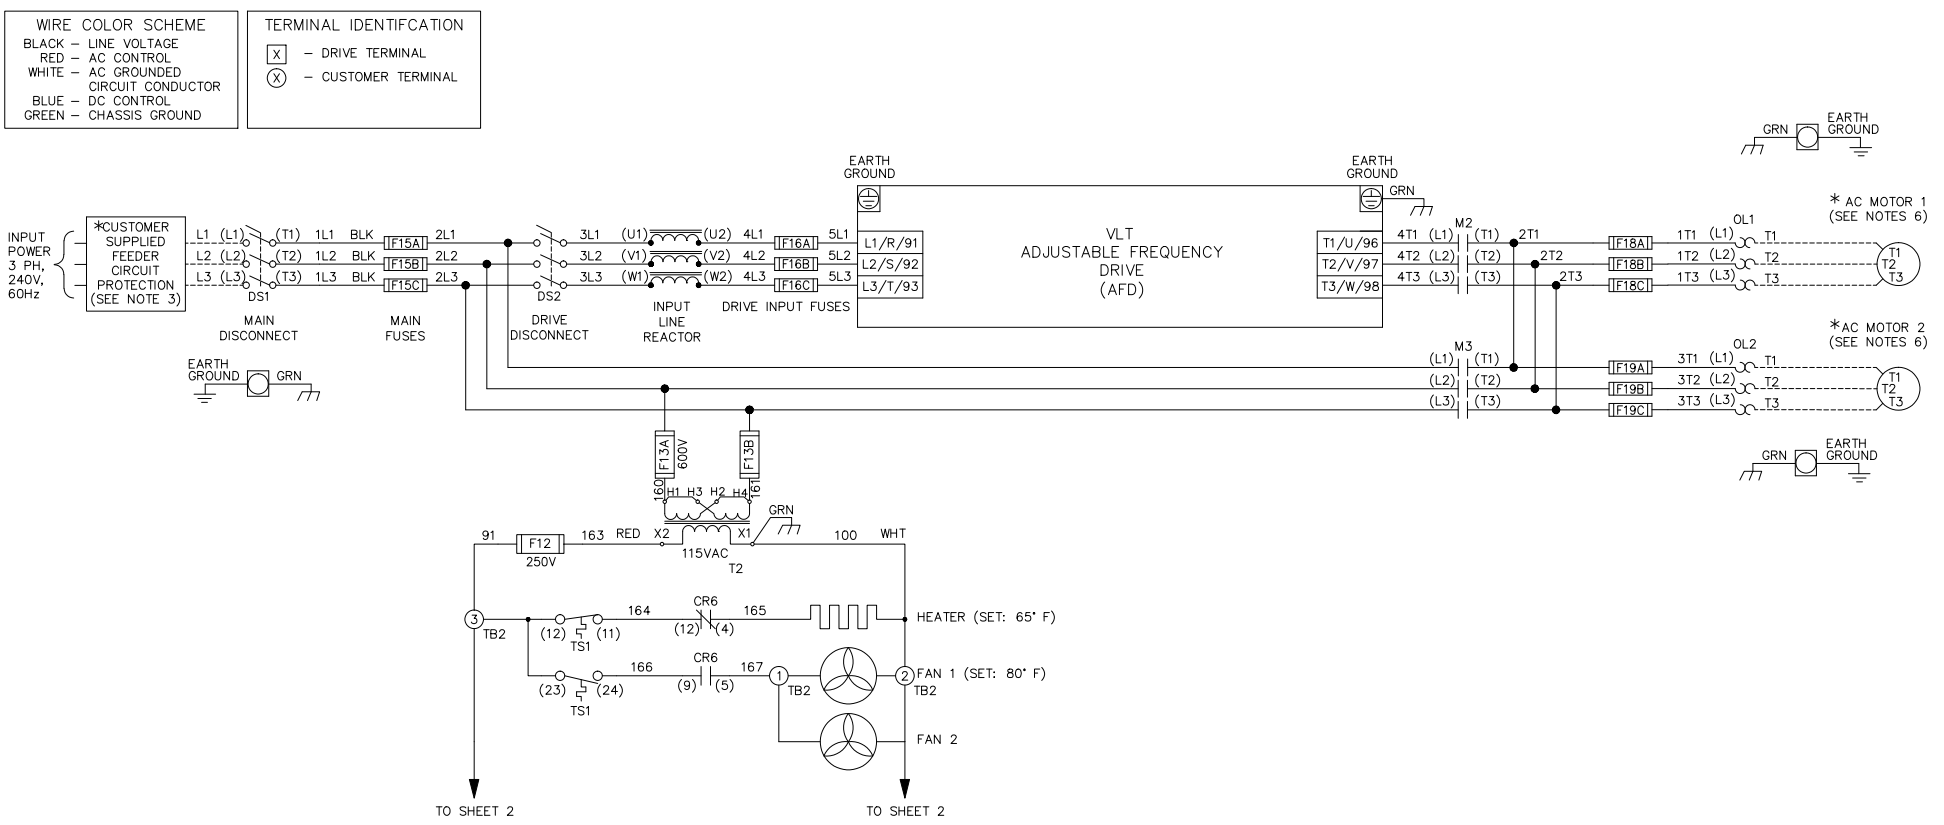 WIRE COLOR SCHEME
BLACK – LINE VOLTAGE
RED – AC CONTROL
WHITE – AC GROUNDED
CIRCUIT CONDUCTOR
BLUE – DC CONTROL
GREEN – CHASSIS GROUND
TERMINAL IDENTIFCATION
X – DRIVE TERMINAL
X – CUSTOMER TERMINAL
INPUT
POWER
3 PH,
240V,
60Hz
*CUSTOMER
SUPPLIED
FEEDER
CIRCUIT
PROTECTION
(SEE NOTE 3)
L1 (L1) (T1) 1L1 BLK F15A 2L1
L2 (L2) (T2) 1L2 BLK F15B 2L2
L3 (L3) (T3) 1L3 BLK F15C 2L3
DS1
MAIN
DISCONNECT
MAIN
FUSES
3L1 (U1) (U2) 4L1 F16A 5L1
3L2 (V1) (V2) 4L2 F16B 5L2
3L3 (W1) (W2) 4L3 F16C 5L3
DS2
DRIVE
DISCONNECT
INPUT
LINE
REACTOR
DRIVE INPUT FUSES
EARTH
GROUND
L1/R/91
L2/S/92
L3/T/93
VLT
ADJUSTABLE FREQUENCY
DRIVE
(AFD)
EARTH
GROUND
GRN
T1/U/96
T2/V/97
T3/W/98
M2
4T1 (L1) (T1) 2T1 F18A 1T1 (L1) T1
4T2 (L2) (T2) 2T2 F18B 1T2 (L2) T2
4T3 (L3) (T3) 2T3 F18C 1T3 (L3) T3
OL1
GRN
EARTH
GROUND
* AC MOTOR 1
(SEE NOTES 6)
T1
T2
T3
EARTH
GROUND
GRN
M3
(L1) (T1) F19A 3T1 (L1) T1
(L2) (T2) F19B 3T2 (L2) T2
(L3) (T3) F19C 3T3 (L3) T3
OL2
*AC MOTOR 2
(SEE NOTES 6)
T1
T2
T3
GRN
EARTH
GROUND
F13A
600V
F13B
160
H1 H3 H2 H4
161
GRN
91 F12 163 RED X2 X1 100 WHT
250V
115VAC
T2
3
TB2
(12) (11) 164 CR6 165
TS1
(12) (4)
HEATER (SET: 65° F)
(23) (24) 166 CR6 167
TS1
(9) (5)
1
TB2
2
TB2
FAN 1 (SET: 80° F)
FAN 2
TO SHEET 2
TO SHEET 2